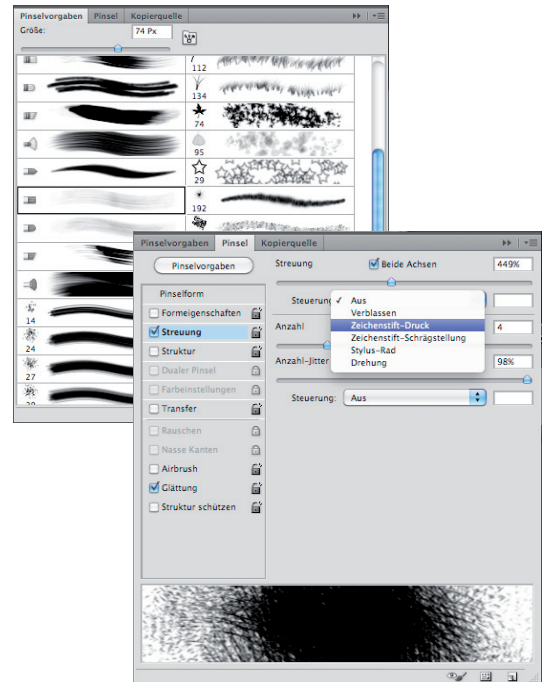 Pinselvorgaben Pinsel Kopierquelle
Größe: 74 Px
112
134
74
95
29
192
14
24
27
Pinselvorgaben Pinsel Kopierquelle
Pinselvorgaben
Streuung Beide Achsen 449%
Pinselform
Steuerung
Aus
Verblassen
Zeichenstift-Druck
Zeichenstift-Schrägstellung
Stylus-Rad
Drehung
Formeigenschaften
Streuung
Anzahl 4
Struktur
Anzahl-Jitter 98%
Dualer Pinsel
Farbeinstellungen
Steuerung: Aus
Transfer
Rauschen
Nasse Kanten
Airbrush
Glättung
Struktur schützen